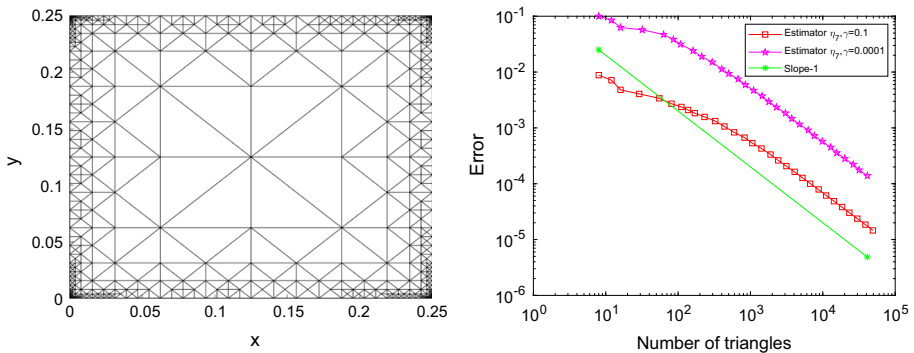 0.25
0.2
0.15
0.1
0.05
0
y
0 0.05 0.1 0.15 0.2 0.25
x
10^-1
10^-2
10^-3
10^-4
10^-5
10^-6
Error
Estimator η_T,γ=0.1
Estimator η_T,γ=0.0001
Slope-1
10^0 10^1 10^2 10^3 10^4 10^5
Number of triangles